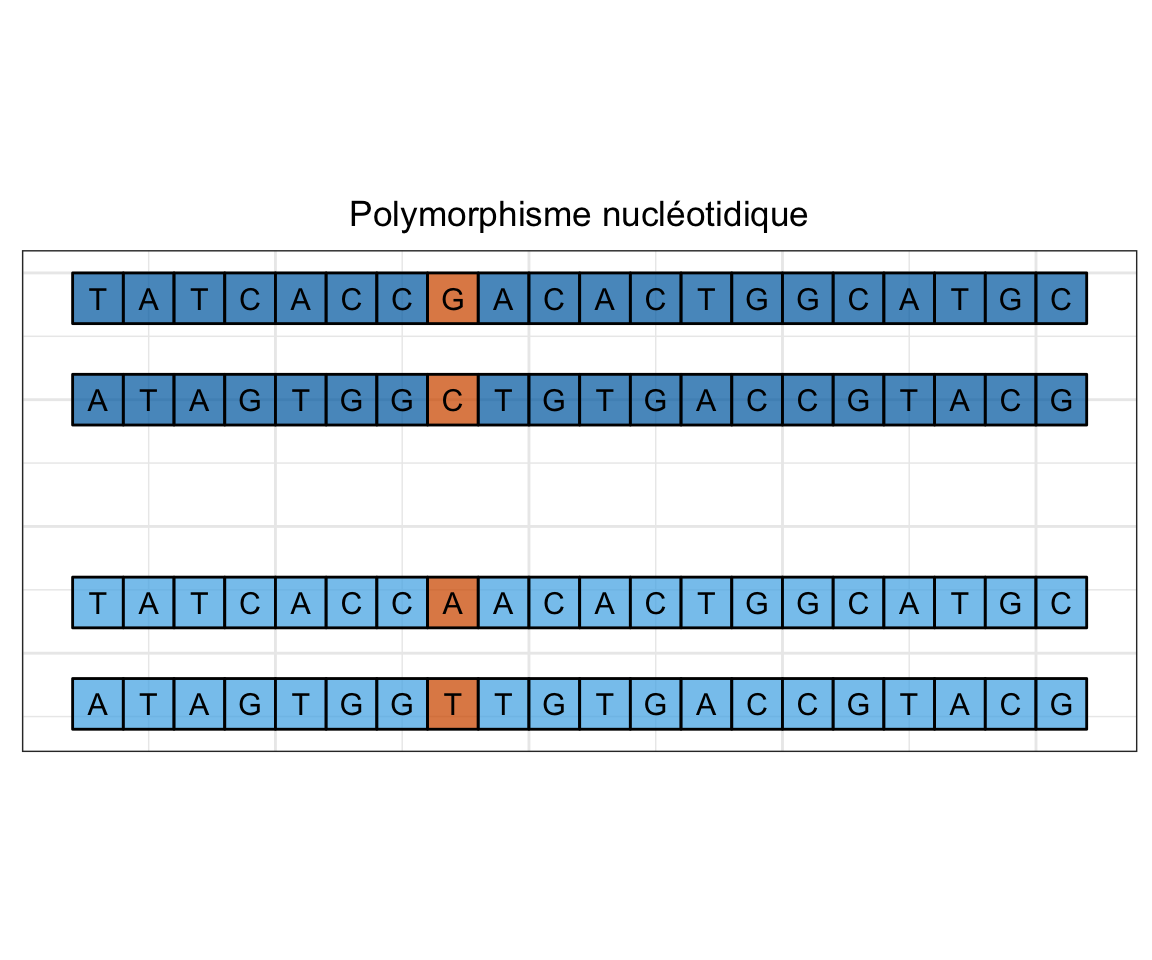 Polymorphisme nucléotidique
T A T C A C C G A C A C T G G C A T G C
A T A G T G G C T G T G A C C G T A C G
T A T C A C C A A C A C T G G C A T G C
A T A G T G G T T G T G A C C G T A C G